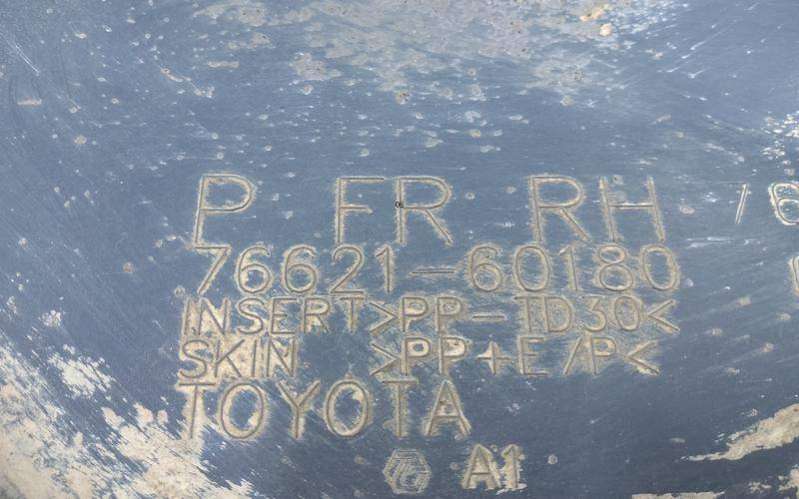 P FR RH
76621-60180
INSERT>PP-TD30<
SKIN >PP+E/P<
TOYOTA
A1